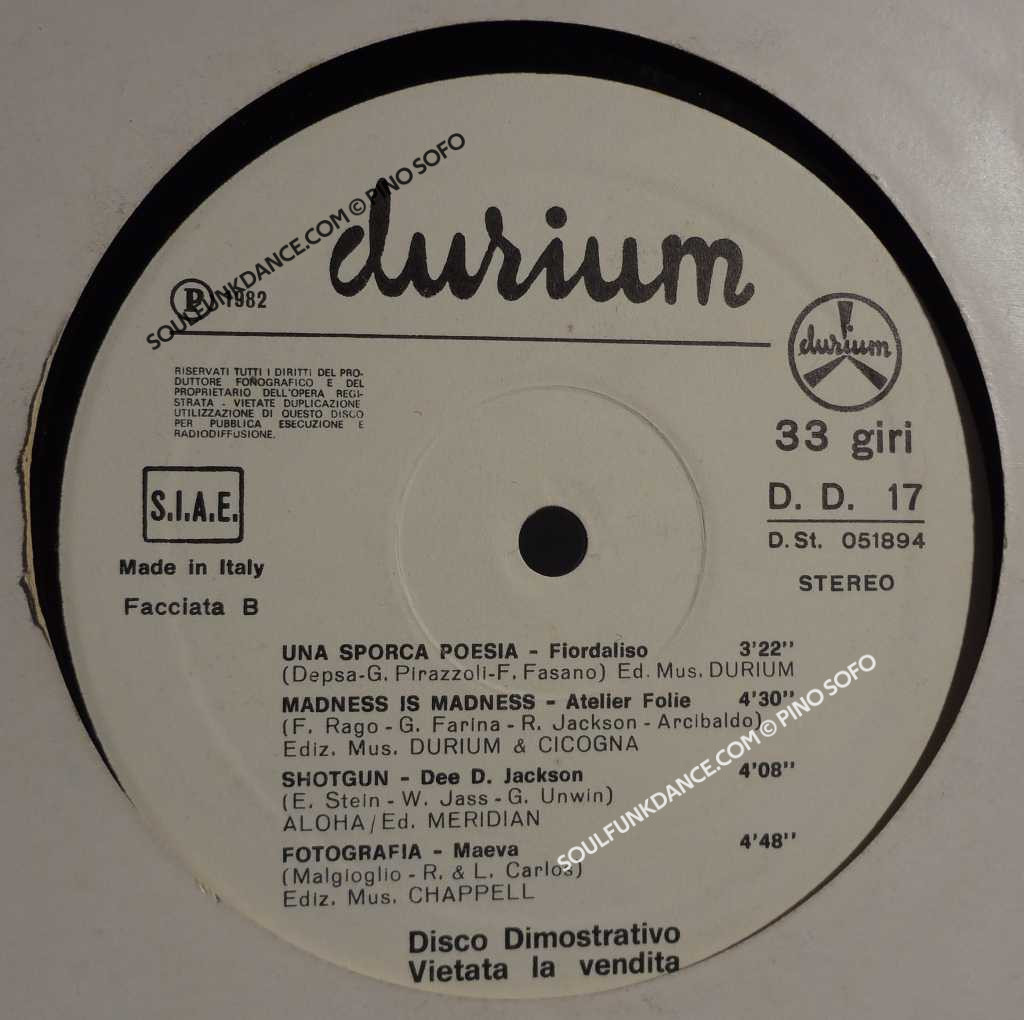 durium
℗ 1982
RISERVATI TUTTI I DIRITTI DEL PRO-
DUTTORE FONOGRAFICO E DEL
PROPRIETARIO DELL'OPERA REGI-
STRATA - VIETATE DUPLICAZIONE
UTILIZZAZIONE DI QUESTO DISCO
PER PUBBLICA ESECUZIONE E
RADIODIFFUSIONE.
durium
33 giri
D. D. 17
D.St. 051894
STEREO
S.I.A.E.
Made in Italy
Facciata B
UNA SPORCA POESIA - Fiordaliso 3'22''
(Depsa-G. Pirazzoli-F. Fasano) Ed. Mus. DURIUM
MADNESS IS MADNESS - Atelier Folie 4'30''
(F. Rago - G. Farina - R. Jackson - Arcibaldo)
Ediz. Mus. DURIUM & CICOGNA
SHOTGUN - Dee D. Jackson 4'08''
(E. Stein - W. Jass - G. Unwin)
ALOHA/Ed. MERIDIAN
FOTOGRAFIA - Maeva 4'48''
(Malgioglio - R. & L. Carlos)
Ediz. Mus. CHAPPELL
Disco Dimostrativo
Vietata la vendita
SOULFUNKDANCE.COM © PINO SOFO
SOULFUNKDANCE.COM © PINO SOFO